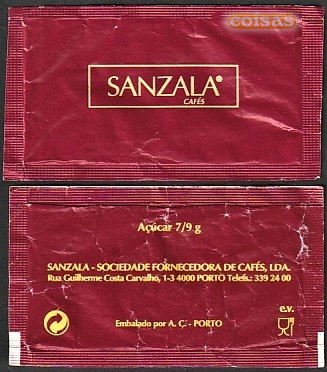 coisas
SANZALA®
CAFÉS
Açúcar 7/9 g
SANZALA - SOCIEDADE FORNECEDORA DE CAFÉS, LDA.
Rua Guilherme Costa Carvalho, 1-3 4000 PORTO Telefs.: 339 24 00
e.v.
Embalado por A. Ç. - PORTO